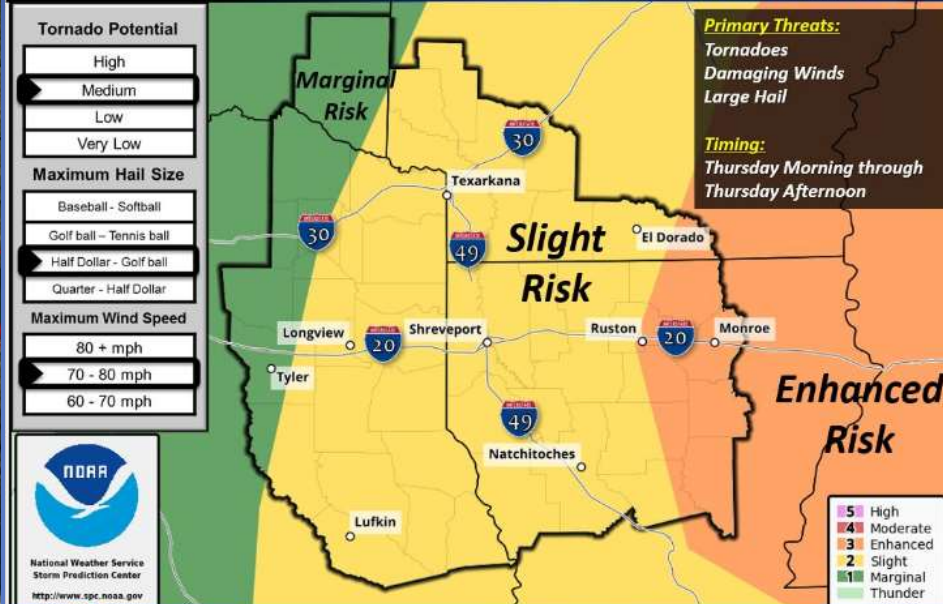 Tornado Potential
High
Medium
Low
Very Low
Maximum Hail Size
Baseball - Softball
Golf ball – Tennis ball
Half Dollar - Golf ball
Quarter - Half Dollar
Maximum Wind Speed
80 + mph
70 - 80 mph
60 - 70 mph
NOAA
National Weather Service
Storm Prediction Center
http://www.spc.noaa.gov
Primary Threats:
Tornadoes
Damaging Winds
Large Hail
Timing:
Thursday Morning through
Thursday Afternoon
Marginal
Risk
30
Texarkana
30
49
Slight
Risk
El Dorado
Longview
20
Shreveport
Ruston
20
Monroe
Tyler
Enhanced
Risk
49
Natchitoches
Lufkin
5 High
4 Moderate
3 Enhanced
2 Slight
1 Marginal
Thunder